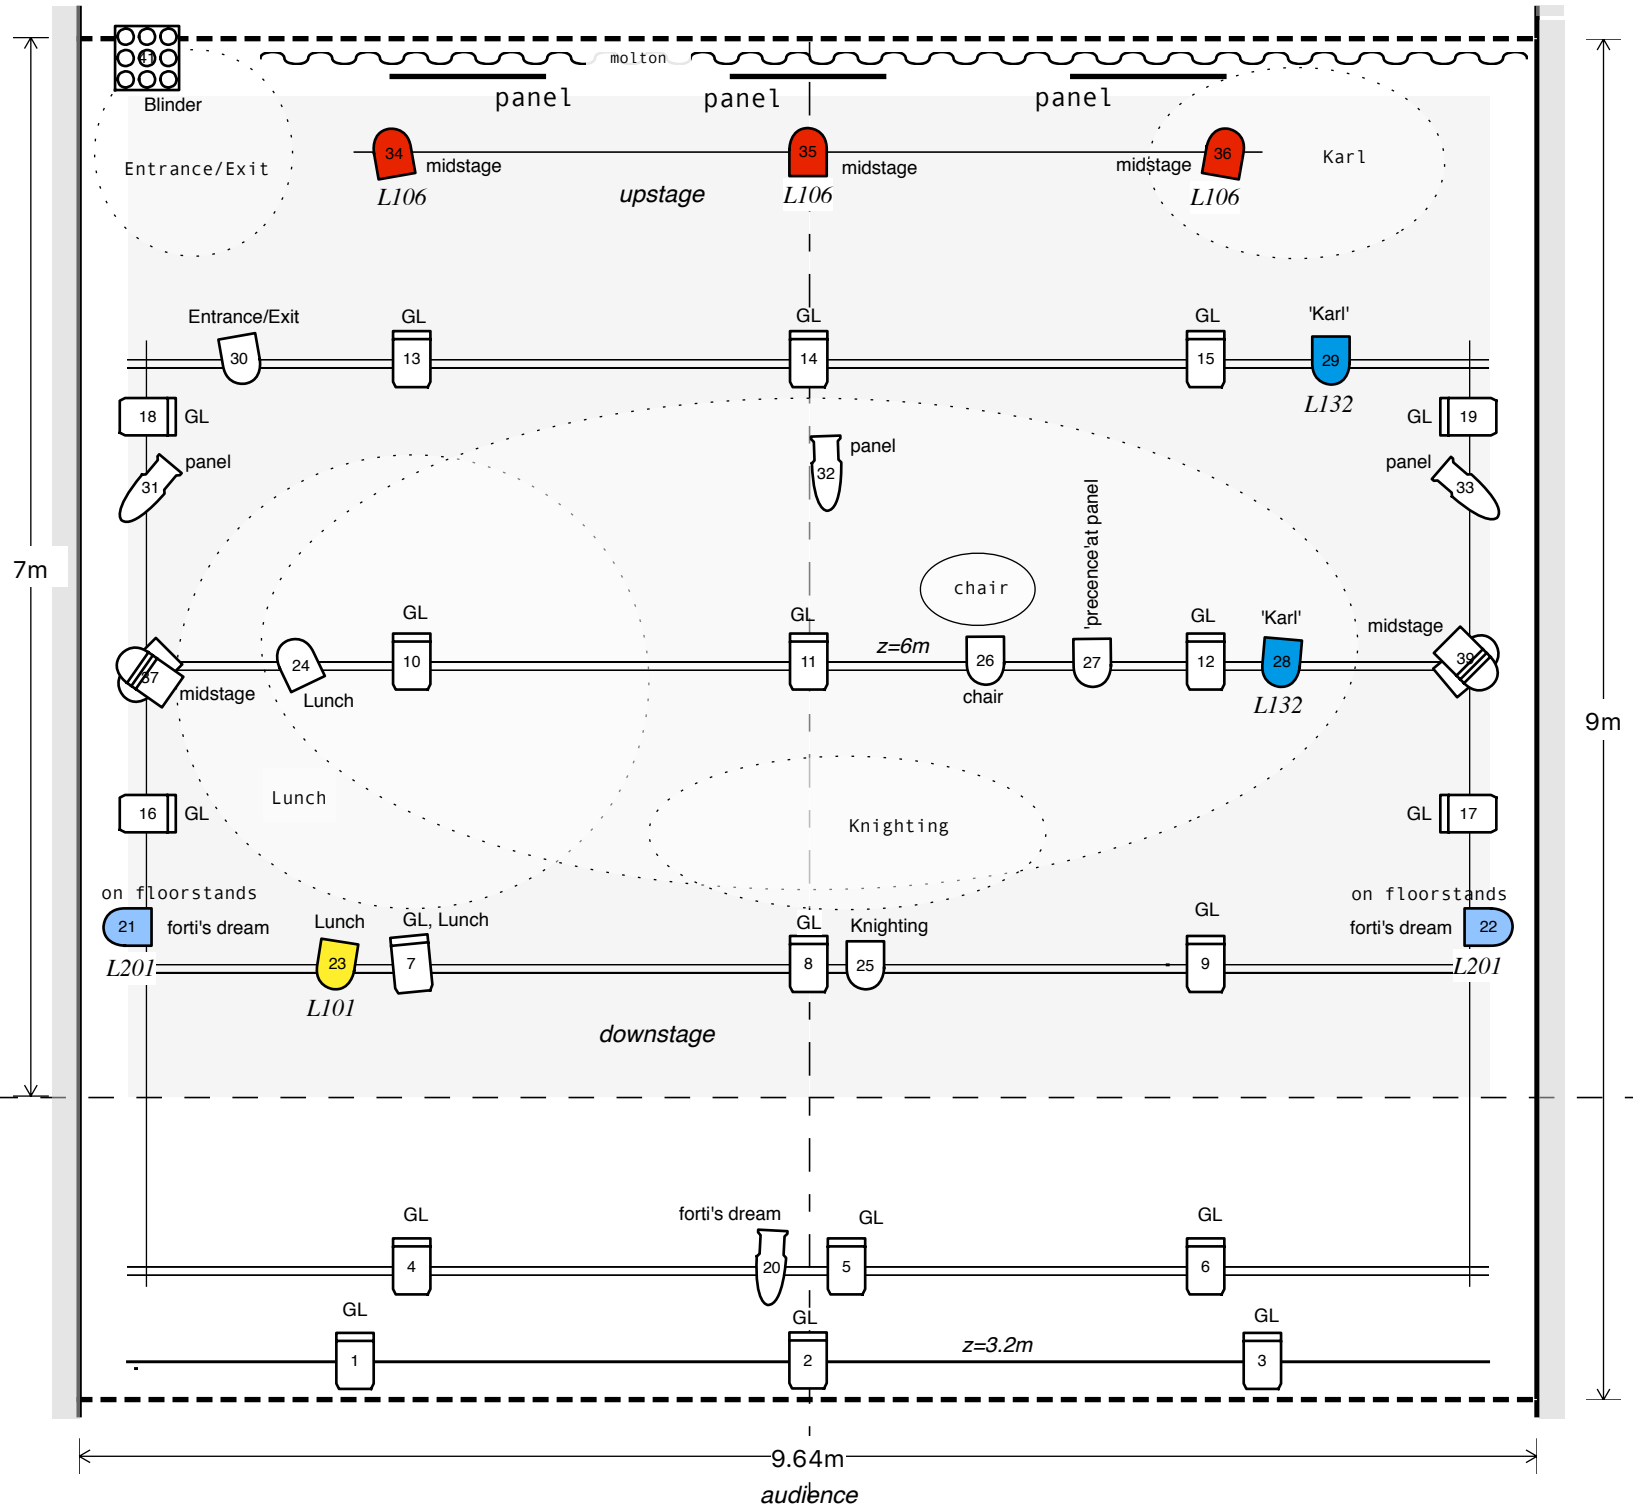 41
molton
Blinder
panel
panel
panel
Entrance/Exit
34
midstage
35
midstage
midstage
36
Karl
L106
upstage
L106
L106
Entrance/Exit
GL
GL
GL
'Karl'
30
13
14
15
29
L132
18
GL
GL
19
panel
31
panel
32
panel
33
7m
'precence'at panel
chair
GL
GL
z=6m
GL
'Karl'
midstage
37
midstage
24
Lunch
10
11
26
chair
27
12
28
L132
39
9m
Lunch
16
GL
Knighting
GL
17
on floorstands
on floorstands
21
forti's dream
Lunch
GL, Lunch
GL
Knighting
GL
forti's dream
22
L201
23
7
8
25
9
L201
L101
downstage
GL
forti's dream
GL
GL
4
20
5
6
GL
GL
z=3.2m
GL
1
2
3
9.64m
audience